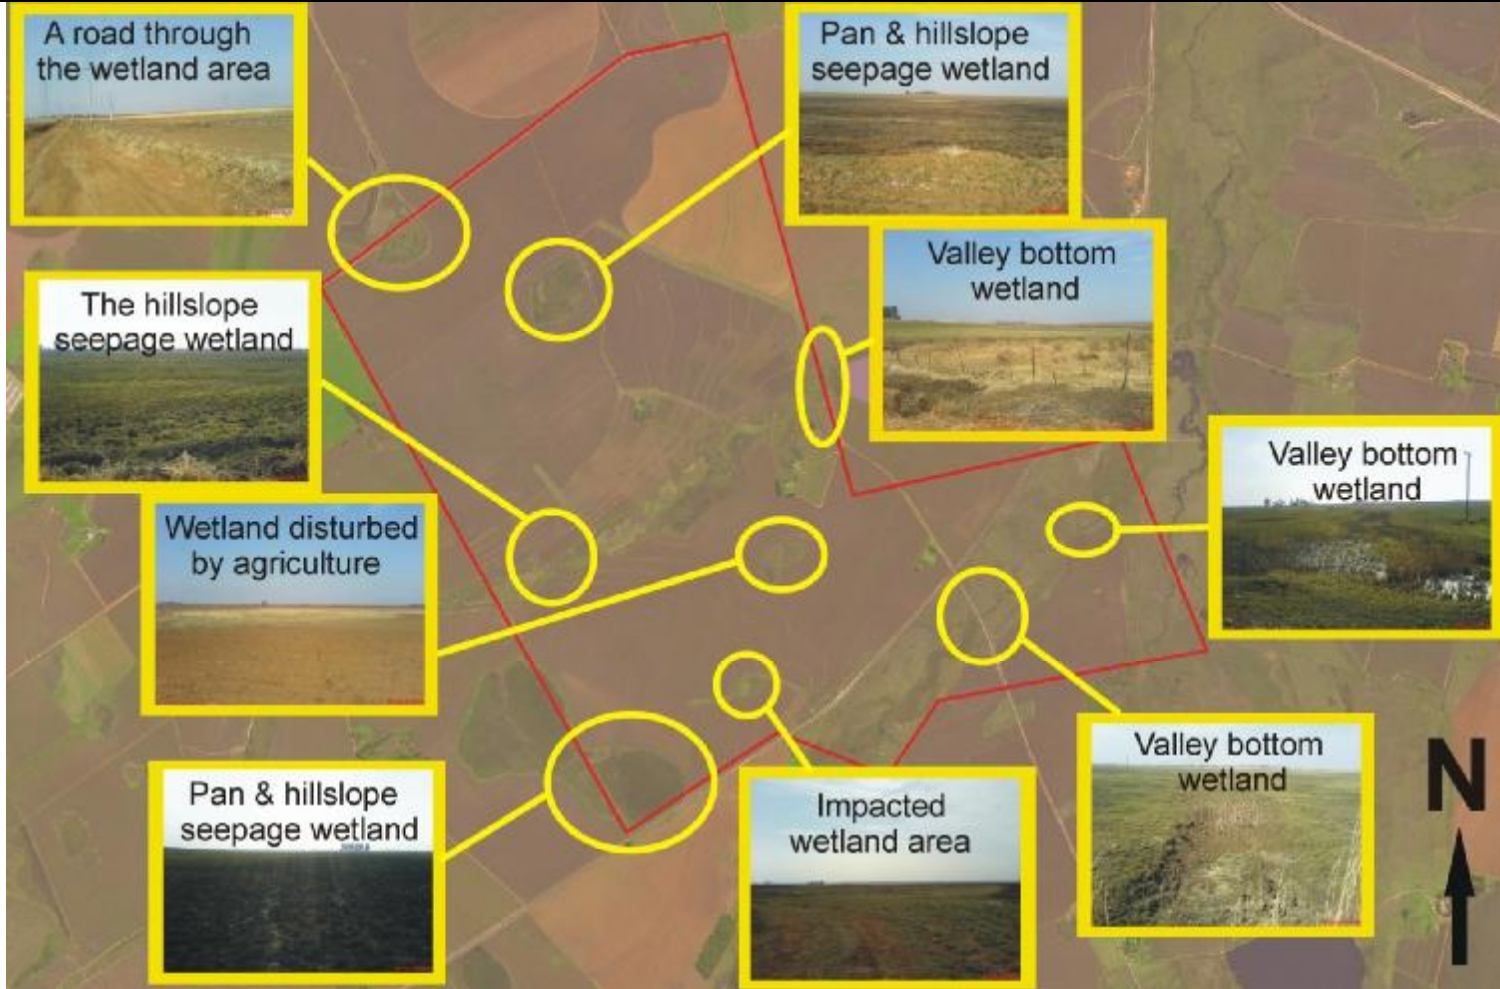 A road through
the wetland area
Pan & hillslope
seepage wetland
Valley bottom
wetland
The hillslope
seepage wetland
Valley bottom
wetland
Wetland disturbed
by agriculture
Valley bottom
wetland
Pan & hillslope
seepage wetland
Impacted
wetland area
N